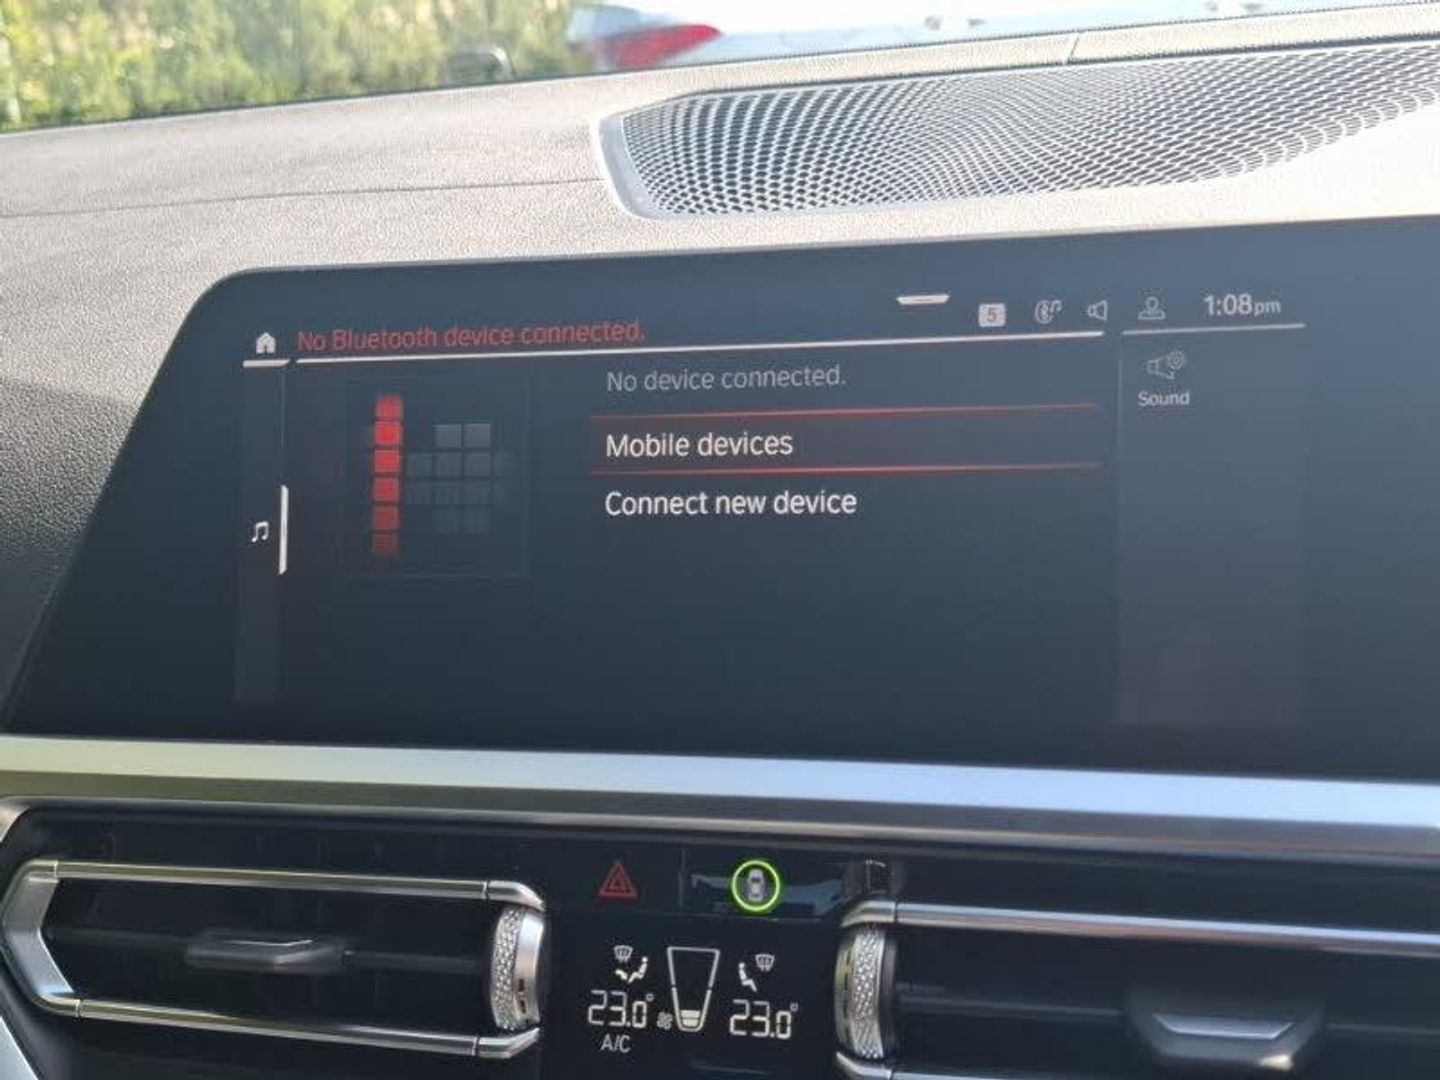 5
1:08pm
No Bluetooth device connected.
No device connected.
Sound
Mobile devices
Connect new device
23.0°
23.0°
A/C